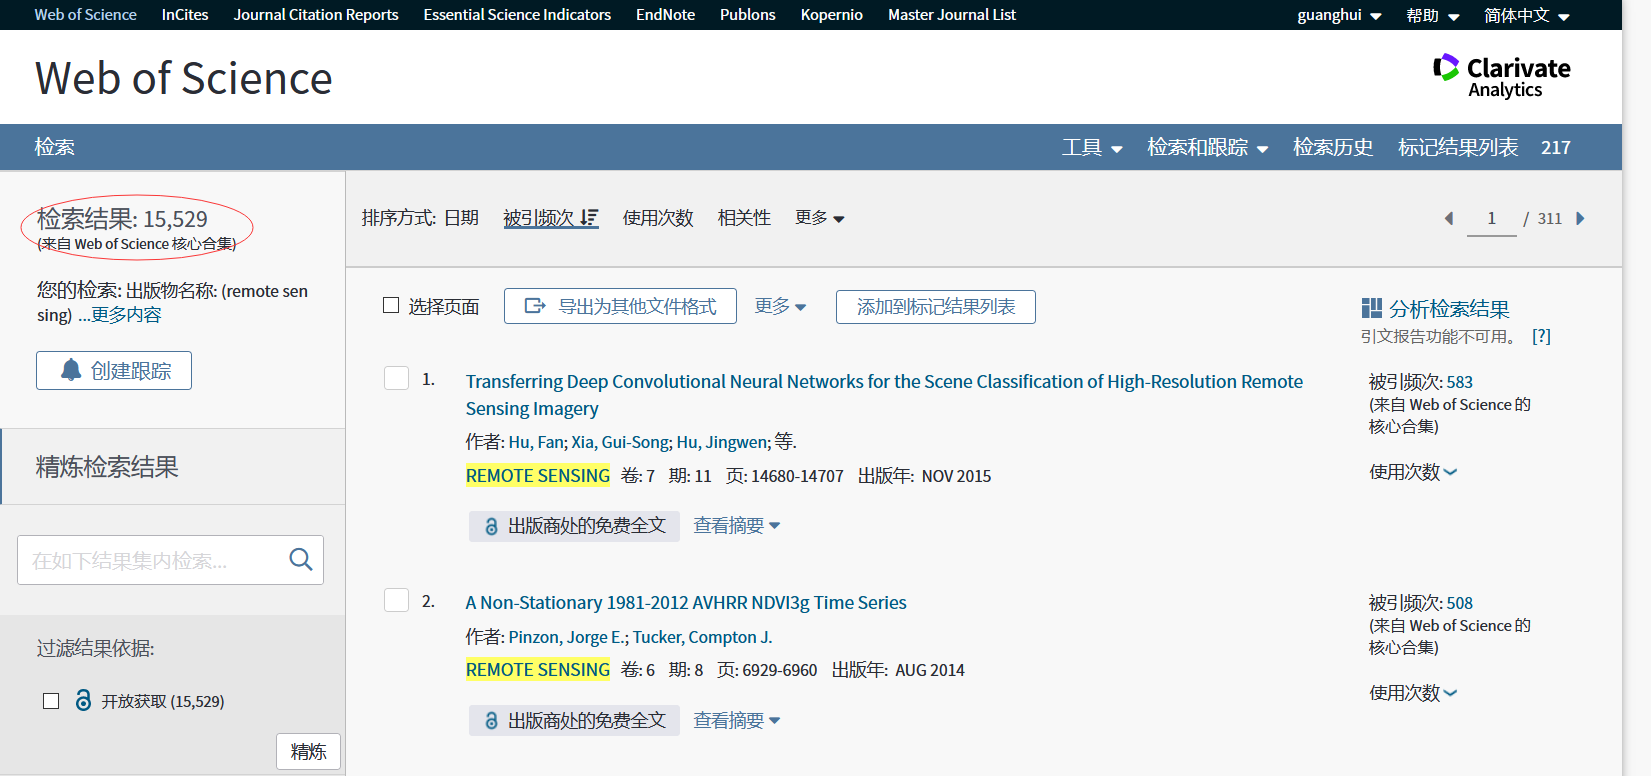 Web of Science InCites Journal Citation Reports Essential Science Indicators EndNote Publons Kopernio Master Journal List guanghui 帮助 简体中文
Web of Science
Clarivate
Analytics
检索 工具 检索和跟踪 检索历史 标记结果列表 217
检索结果: 15,529
(来自 Web of Science 核心合集)
您的检索: 出版物名称: (remote sen
sing) ...更多内容
创建跟踪
精炼检索结果
在如下结果集内检索...
过滤结果依据:
开放获取 (15,529)
精炼
排序方式: 日期 被引频次 使用次数 相关性 更多 1 / 311
选择页面 导出为其他文件格式 更多 添加到标记结果列表
分析检索结果
引文报告功能不可用。 [?]
1. Transferring Deep Convolutional Neural Networks for the Scene Classification of High-Resolution Remote
Sensing Imagery
作者: Hu, Fan; Xia, Gui-Song; Hu, Jingwen; 等.
REMOTE SENSING 卷: 7 期: 11 页: 14680-14707 出版年: NOV 2015
出版商处的免费全文 查看摘要
被引频次: 583
(来自 Web of Science 的
核心合集)
使用次数
2. A Non-Stationary 1981-2012 AVHRR NDVI3g Time Series
作者: Pinzon, Jorge E.; Tucker, Compton J.
REMOTE SENSING 卷: 6 期: 8 页: 6929-6960 出版年: AUG 2014
出版商处的免费全文 查看摘要
被引频次: 508
(来自 Web of Science 的
核心合集)
使用次数